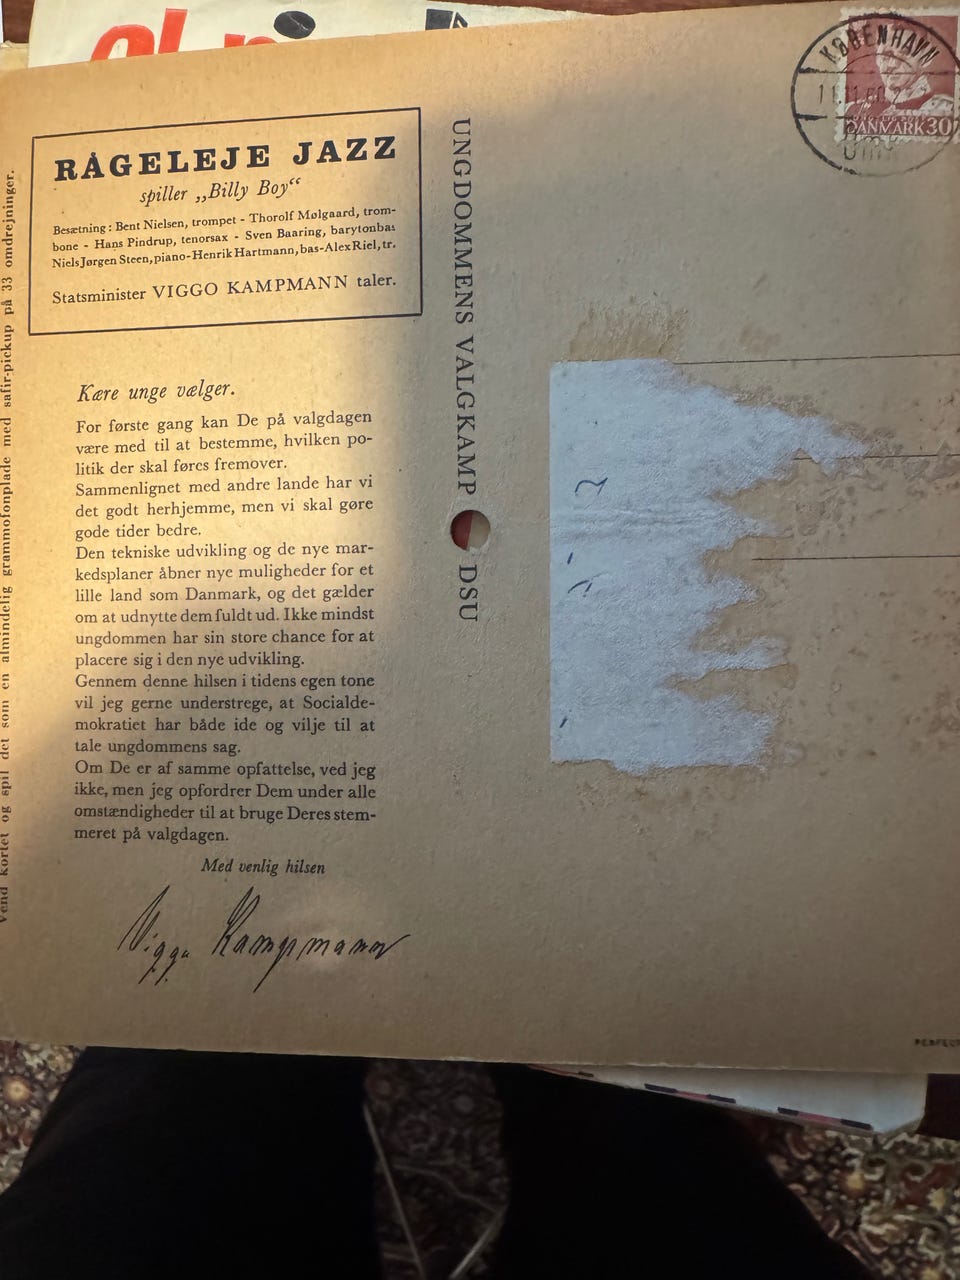 RÅGELEJE JAZZ
spiller „Billy Boy“
Besætning: Bent Nielsen, trompet - Thorolf Mølgaard, trom-
bone - Hans Pindrup, tenorsax - Sven Baaring, barytonbas
Niels Jørgen Steen, piano-Henrik Hartmann, bas-Alex Riel, tr.
Statsminister VIGGO KAMPMANN taler.
Kære unge vælger.
For første gang kan De på valgdagen
være med til at bestemme, hvilken po-
litik der skal føres fremover.
Sammenlignet med andre lande har vi
det godt herhjemme, men vi skal gøre
gode tider bedre.
Den tekniske udvikling og de nye mar-
kedsplaner åbner nye muligheder for et
lille land som Danmark, og det gælder
om at udnytte dem fuldt ud. Ikke mindst
ungdommen har sin store chance for at
placere sig i den nye udvikling.
Gennem denne hilsen i tidens egen tone
vil jeg gerne understrege, at Socialde-
mokratiet har både ide og vilje til at
tale ungdommens sag.
Om De er af samme opfattelse, ved jeg
ikke, men jeg opfordrer Dem under alle
omstændigheder til at bruge Deres stem-
meret på valgdagen.
Med venlig hilsen
Viggo Kampmann
Vend kortet og spil det som en almindelig grammofonplade med safir-pickup på 33 omdrejninger.
UNGDOMMENS VALGKAMP DSU
KØBENHAVN
DANMARK 30
OMK